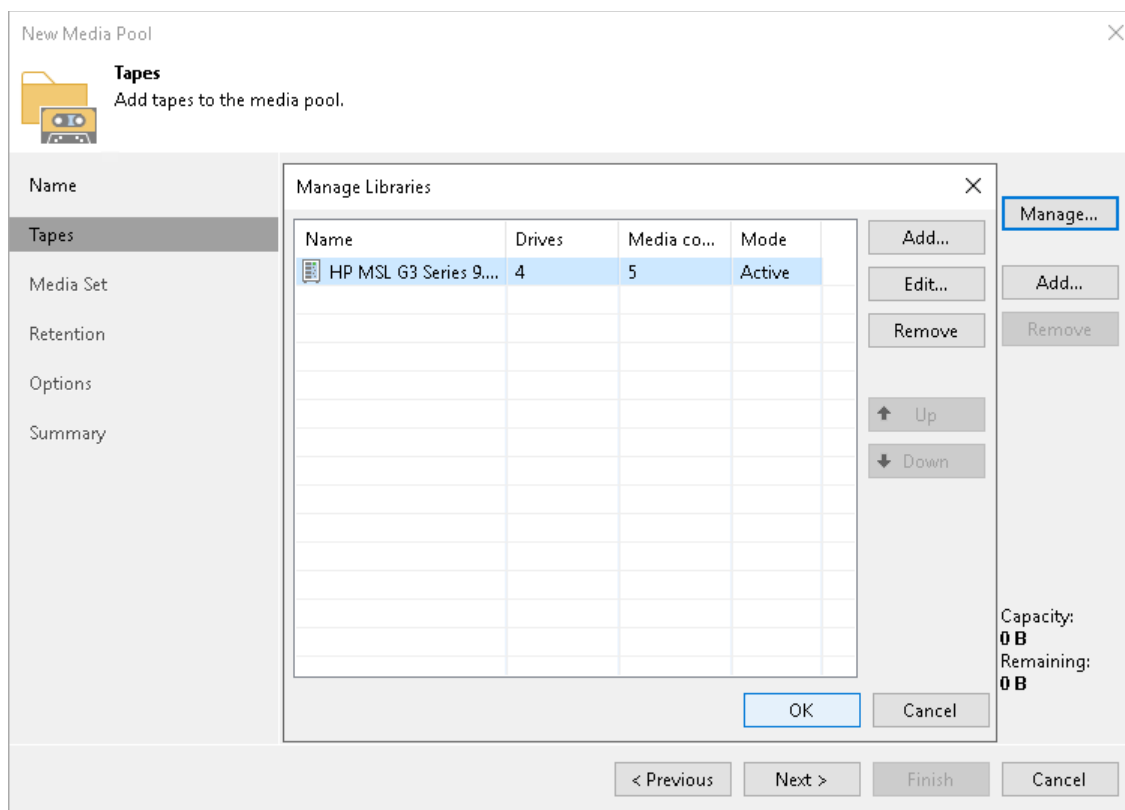 New Media Pool
Tapes
Add tapes to the media pool.
Name
Tapes
Media Set
Retention
Options
Summary
Manage Libraries
Name Drives Media co... Mode
HP MSL G3 Series 9.... 4 5 Active
Add...
Edit...
Remove
Up
Down
OK Cancel
Manage...
Add...
Remove
Capacity:
0 B
Remaining:
0 B
< Previous Next > Finish Cancel